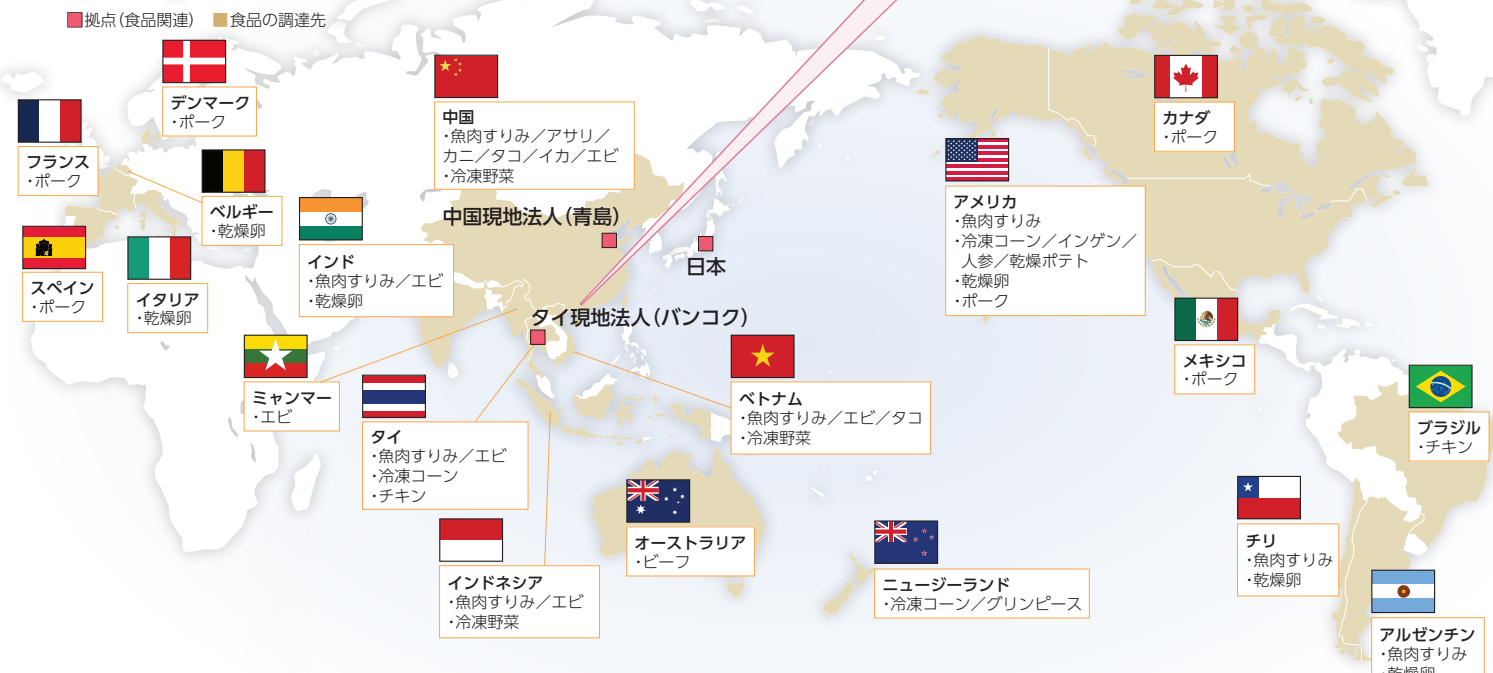 拠点(食品関連) 食品の調達先
デンマーク
・ポーク
フランス
・ポーク
ベルギー
・乾燥卵
スペイン
・ポーク
イタリア
・乾燥卵
中国
・魚肉すりみ/アサリ/
カニ/タコ/イカ/エビ
・冷凍野菜
中国現地法人(青島)
日本
インド
・魚肉すりみ/エビ
・乾燥卵
タイ現地法人(バンコク)
ミャンマー
・エビ
タイ
・魚肉すりみ/エビ
・冷凍コーン
・チキン
ベトナム
・魚肉すりみ/エビ/タコ
・冷凍野菜
インドネシア
・魚肉すりみ/エビ
・冷凍野菜
オーストラリア
・ビーフ
ニュージーランド
・冷凍コーン/グリンピース
カナダ
・ポーク
アメリカ
・魚肉すりみ
・冷凍コーン/インゲン/
人参/乾燥ポテト
・乾燥卵
・ポーク
メキシコ
・ポーク
ブラジル
・チキン
チリ
・魚肉すりみ
・乾燥卵
アルゼンチン
・魚肉すりみ
・乾燥卵